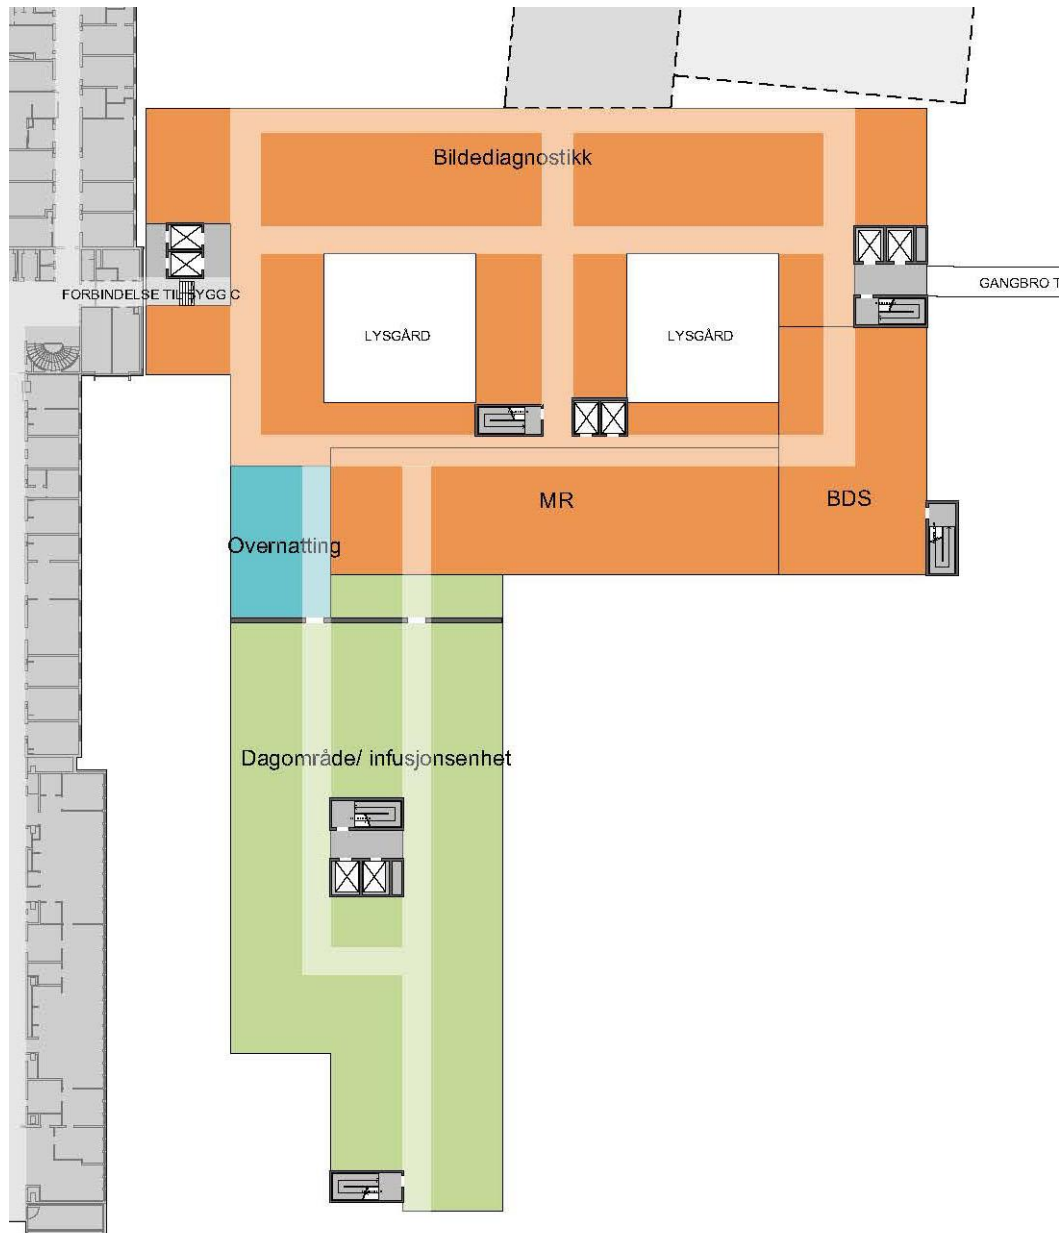 Bildediagnostikk
FORBINDELSE TIL BYGG C
GANGBRO T
LYSGÅRD
LYSGÅRD
MR
BDS
Overnatting
Dagområde/ infusjonsenhet